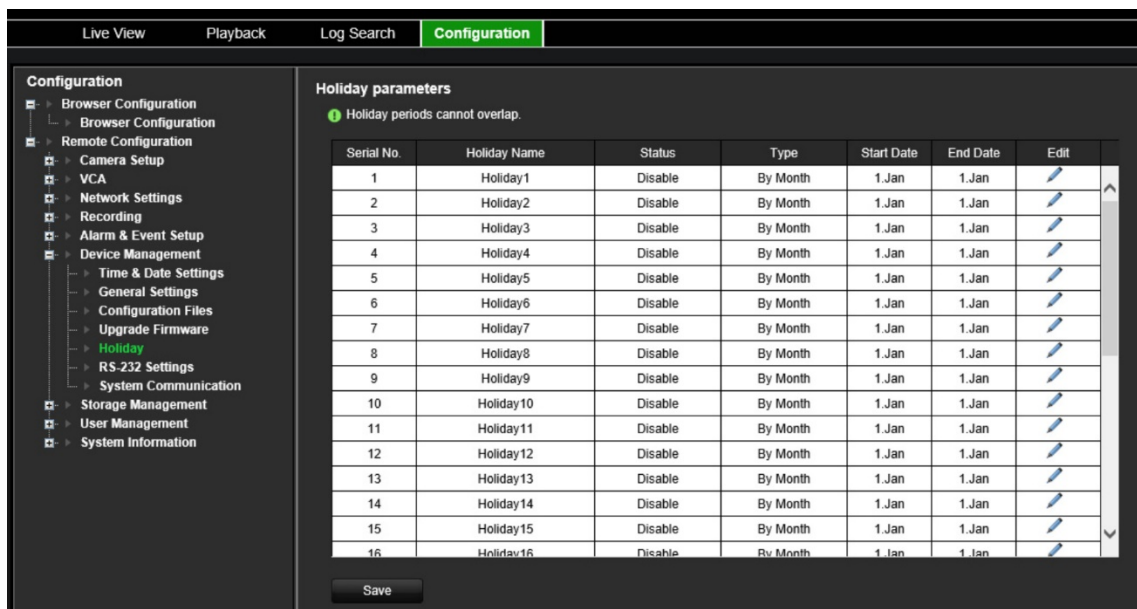 Live View Playback Log Search Configuration
Configuration
Browser Configuration
Browser Configuration
Remote Configuration
Camera Setup
VCA
Network Settings
Recording
Alarm & Event Setup
Device Management
Time & Date Settings
General Settings
Configuration Files
Upgrade Firmware
Holiday
RS-232 Settings
System Communication
Storage Management
User Management
System Information
Holiday parameters
Holiday periods cannot overlap.
Serial No. Holiday Name Status Type Start Date End Date Edit
1 Holiday1 Disable By Month 1.Jan 1.Jan
2 Holiday2 Disable By Month 1.Jan 1.Jan
3 Holiday3 Disable By Month 1.Jan 1.Jan
4 Holiday4 Disable By Month 1.Jan 1.Jan
5 Holiday5 Disable By Month 1.Jan 1.Jan
6 Holiday6 Disable By Month 1.Jan 1.Jan
7 Holiday7 Disable By Month 1.Jan 1.Jan
8 Holiday8 Disable By Month 1.Jan 1.Jan
9 Holiday9 Disable By Month 1.Jan 1.Jan
10 Holiday10 Disable By Month 1.Jan 1.Jan
11 Holiday11 Disable By Month 1.Jan 1.Jan
12 Holiday12 Disable By Month 1.Jan 1.Jan
13 Holiday13 Disable By Month 1.Jan 1.Jan
14 Holiday14 Disable By Month 1.Jan 1.Jan
15 Holiday15 Disable By Month 1.Jan 1.Jan
16 Holiday16 Disable By Month 1.Jan 1.Jan
Save